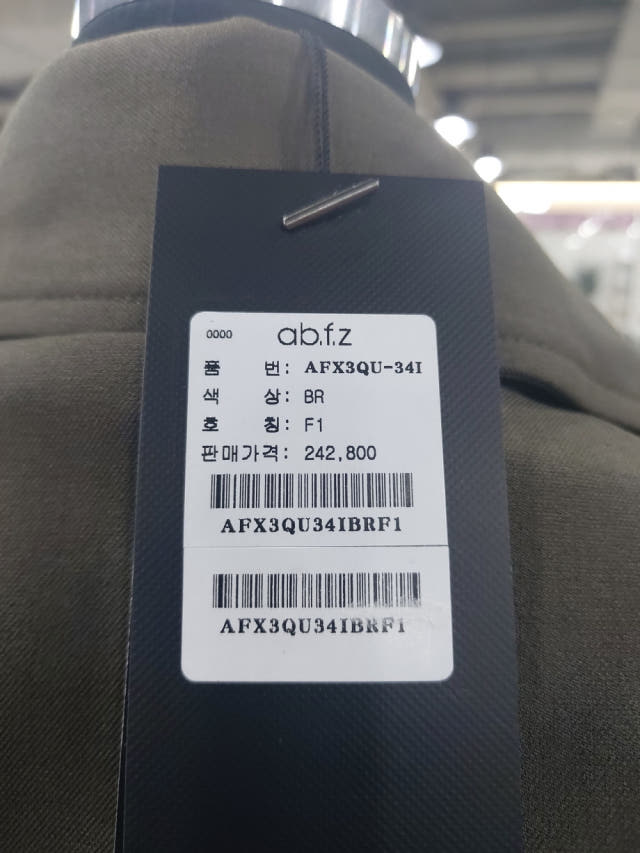 0000 ab.f.z
품 번: AFX3QU-34I
색 상: BR
호 칭: F1
판매가격: 242,800
AFX3QU34IBRF1
AFX3QU34IBRF1